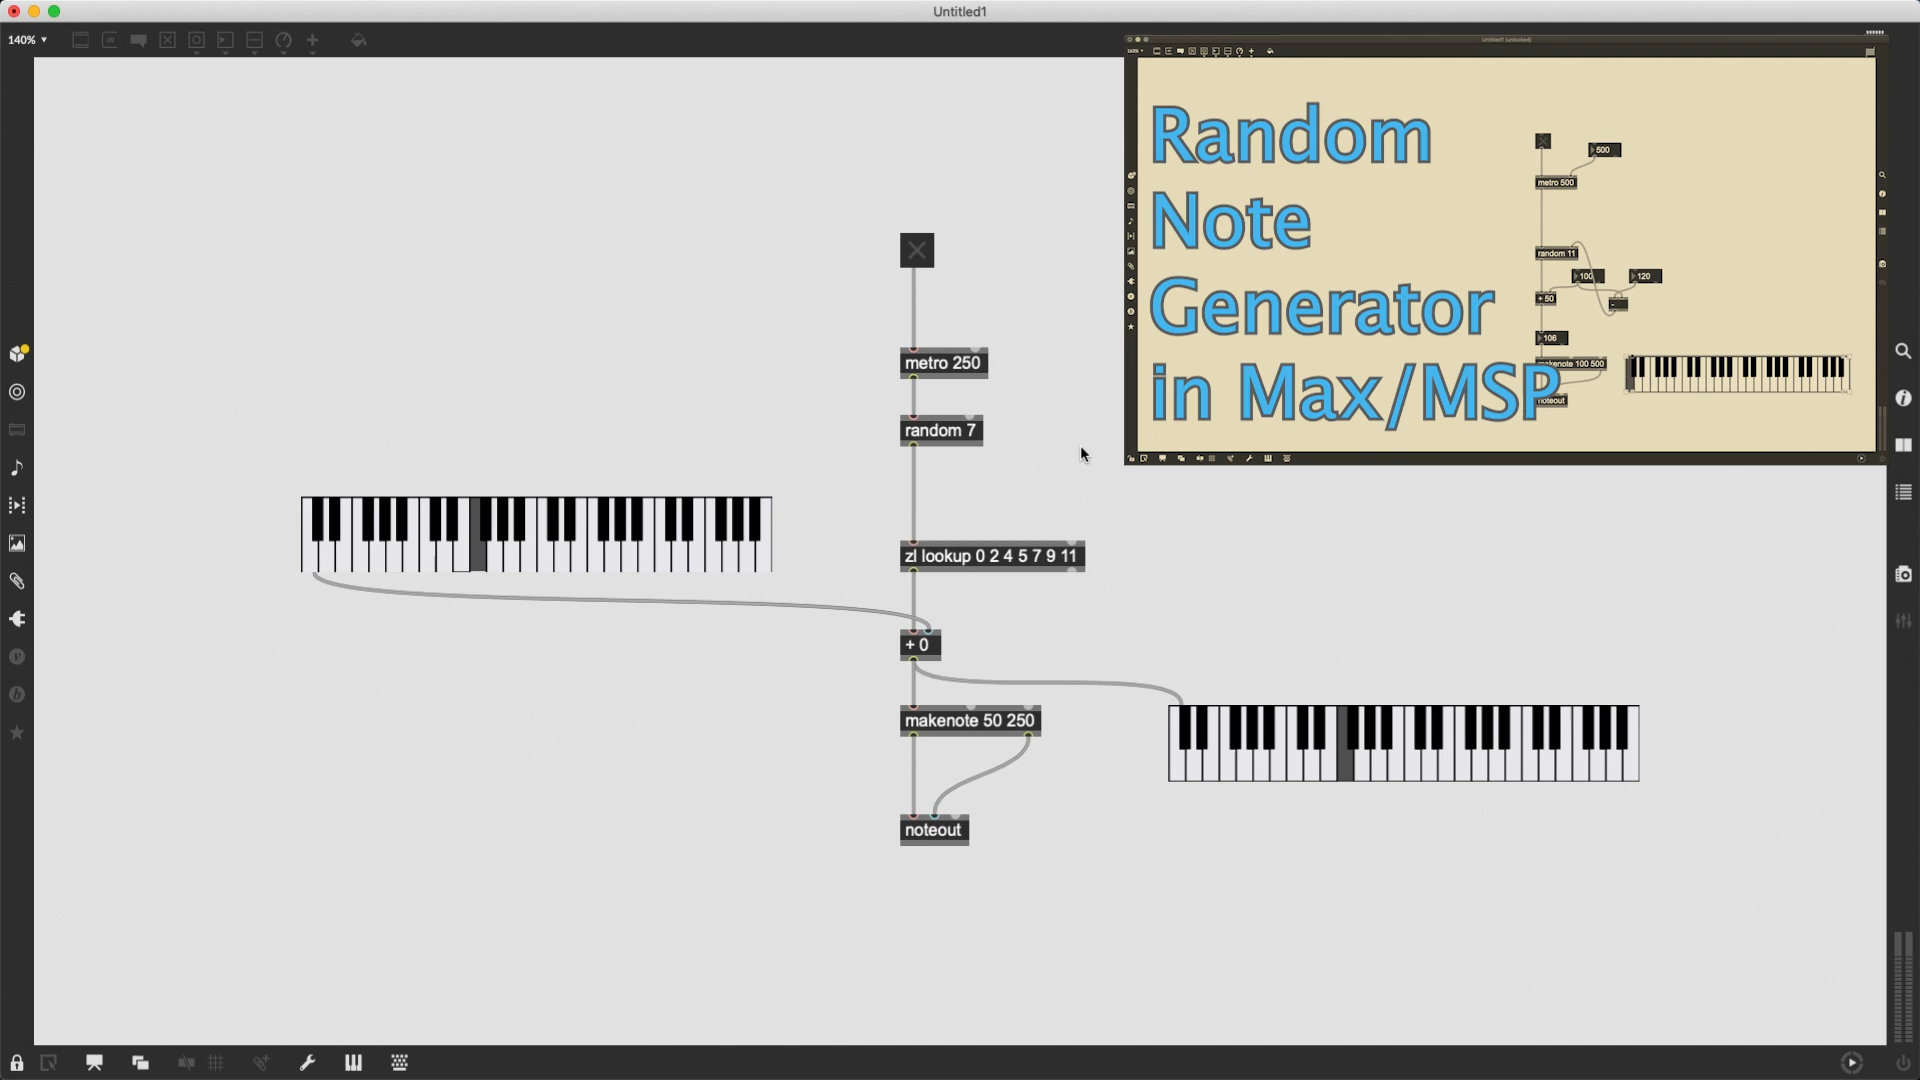 Untitled1
140%
Untitled1 (unlocked)
Random
Note
Generator
in Max/MSP
500
metro 500
random 11
100
120
+ 50
-
106
makenote 100 500
noteout
metro 250
random 7
zl lookup 0 2 4 5 7 9 11
+ 0
makenote 50 250
noteout